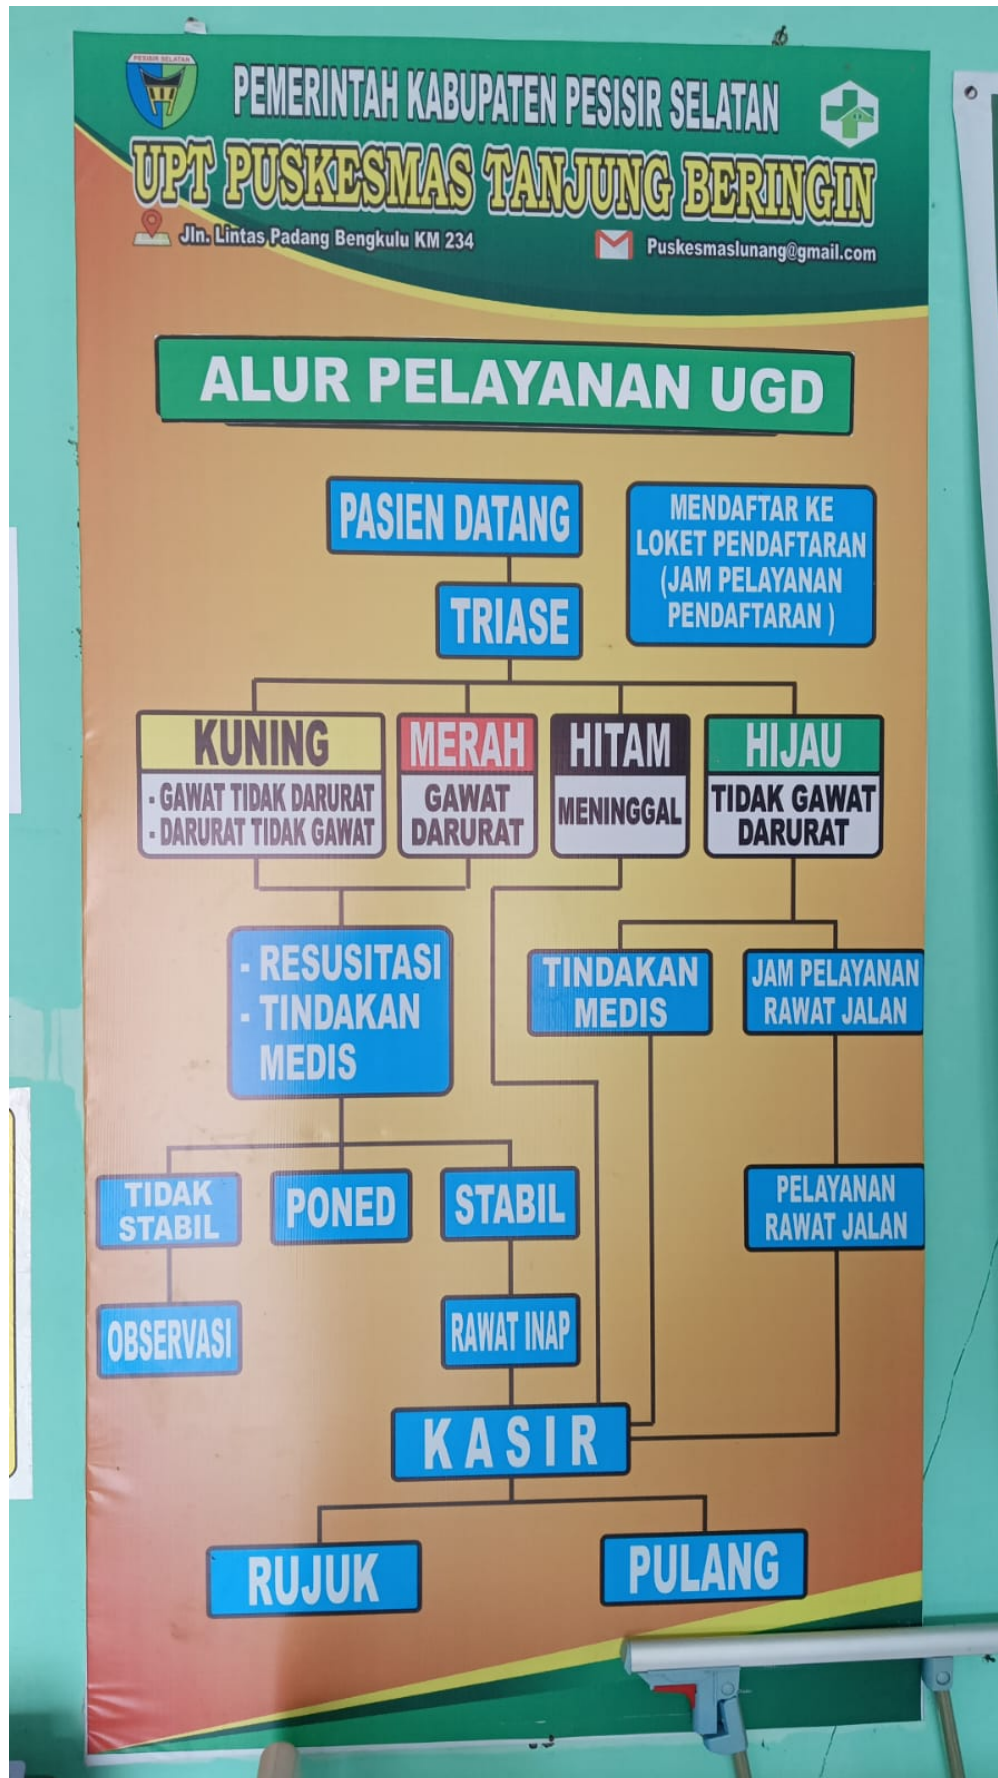 PESISIR SELATAN
PEMERINTAH KABUPATEN PESISIR SELATAN
UPT PUSKESMAS TANJUNG BERINGIN
Jln. Lintas Padang Bengkulu KM 234
Puskesmaslunang@gmail.com
ALUR PELAYANAN UGD
PASIEN DATANG
MENDAFTAR KE
LOKET PENDAFTARAN
(JAM PELAYANAN
PENDAFTARAN )
TRIASE
KUNING
- GAWAT TIDAK DARURAT
- DARURAT TIDAK GAWAT
MERAH
GAWAT
DARURAT
HITAM
MENINGGAL
HIJAU
TIDAK GAWAT
DARURAT
- RESUSITASI
- TINDAKAN
MEDIS
TINDAKAN
MEDIS
JAM PELAYANAN
RAWAT JALAN
TIDAK
STABIL
PONED
STABIL
PELAYANAN
RAWAT JALAN
OBSERVASI
RAWAT INAP
KASIR
RUJUK
PULANG